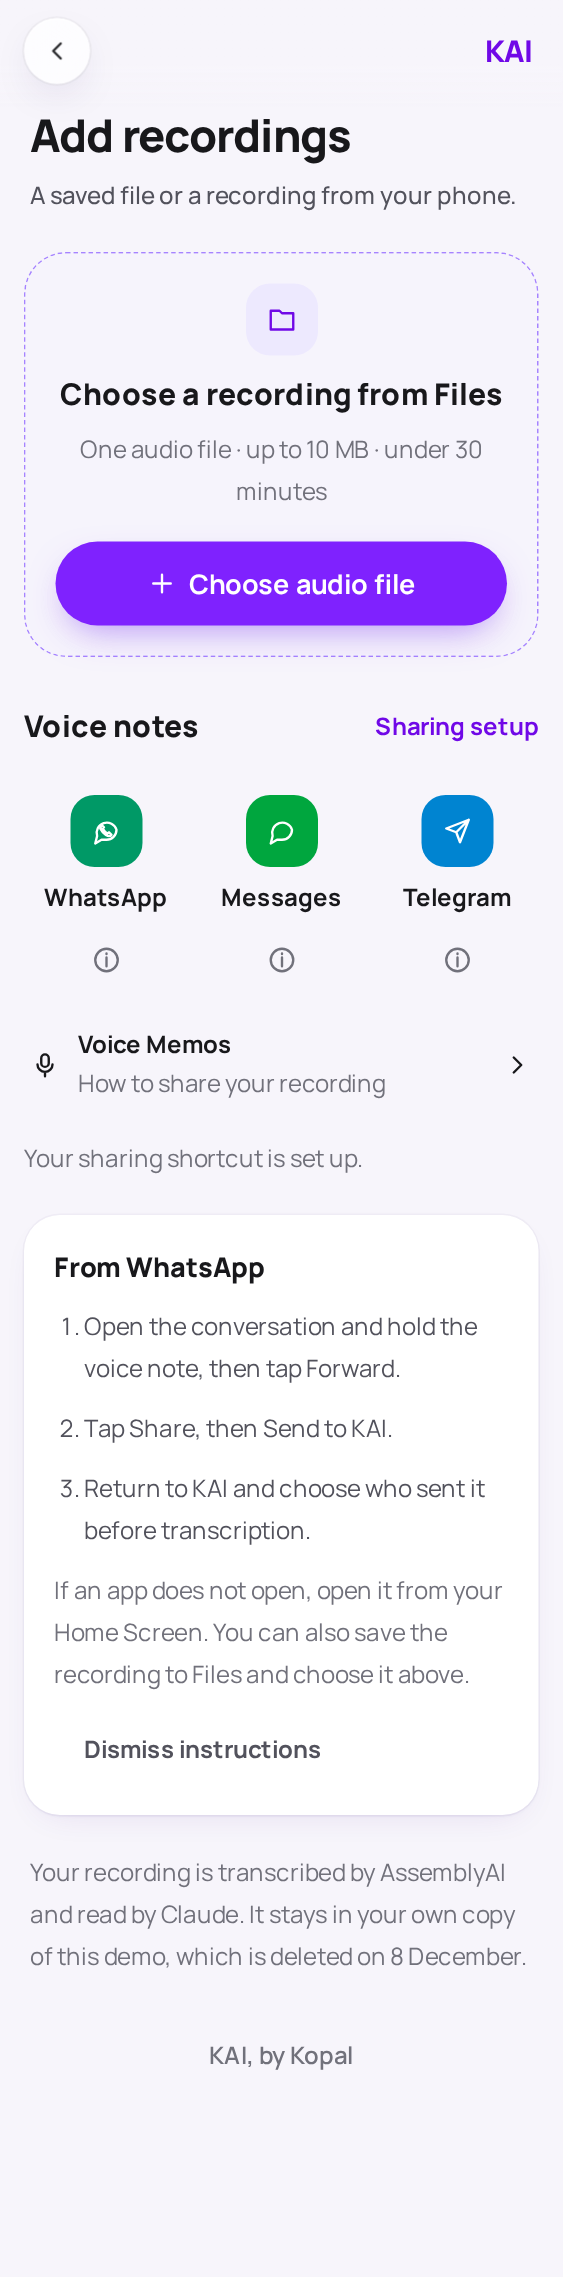 KAI
Add recordings
A saved file or a recording from your phone.
Choose a recording from Files
One audio file · up to 10 MB · under 30
minutes
Choose audio file
Voice notes
Sharing setup
WhatsApp
Messages
Telegram
Voice Memos
How to share your recording
Your sharing shortcut is set up.
From WhatsApp
1. Open the conversation and hold the
voice note, then tap Forward.
2. Tap Share, then Send to KAI.
3. Return to KAI and choose who sent it
before transcription.
If an app does not open, open it from your
Home Screen. You can also save the
recording to Files and choose it above.
Dismiss instructions
Your recording is transcribed by AssemblyAI
and read by Claude. It stays in your own copy
of this demo, which is deleted on 8 December.
KAI, by Kopal